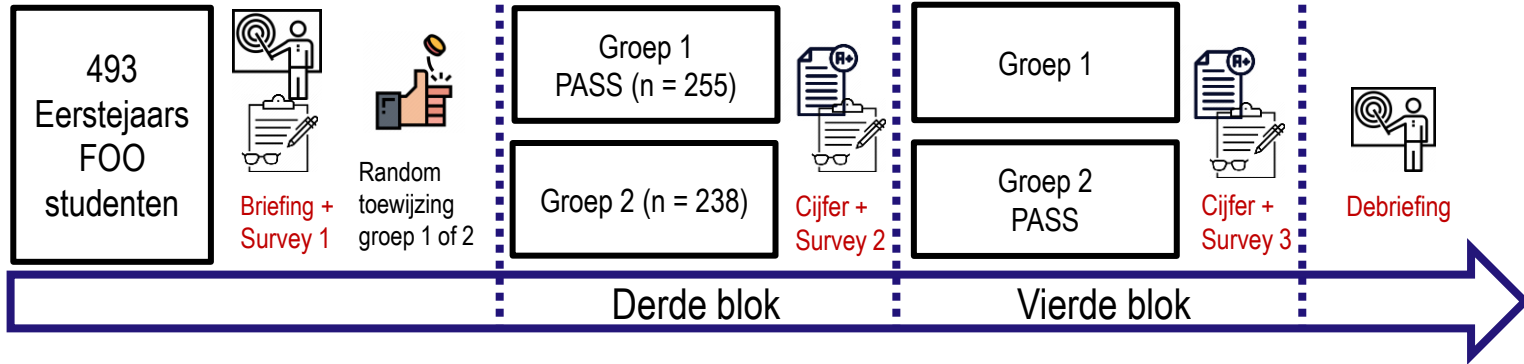 493
Eerstejaars
FOO
studenten
Briefing +
Survey 1
Random
toewijzing
groep 1 of 2
Groep 1
PASS (n = 255)
Groep 2 (n = 238)
A+
Cijfer +
Survey 2
Groep 1
Groep 2
PASS
A+
Cijfer +
Survey 3
Debriefing
Derde blok
Vierde blok